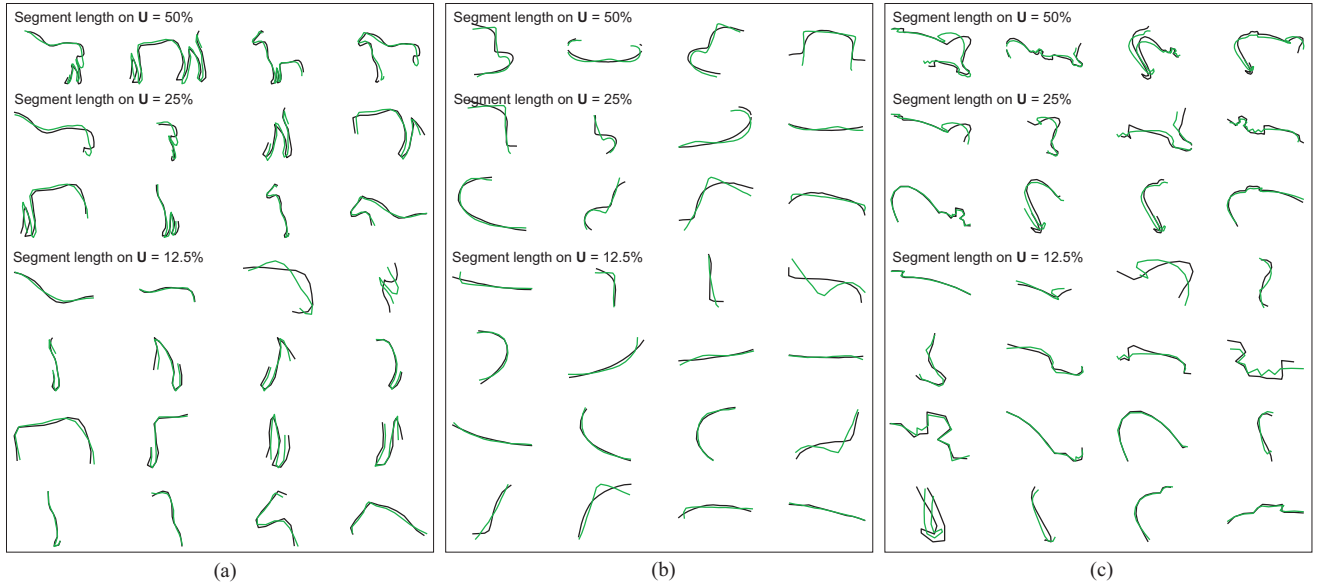 Segment length on U = 50%
Segment length on U = 25%
Segment length on U = 12.5%
(a)
Segment length on U = 50%
Segment length on U = 25%
Segment length on U = 12.5%
(b)
Segment length on U = 50%
Segment length on U = 25%
Segment length on U = 12.5%
(c)